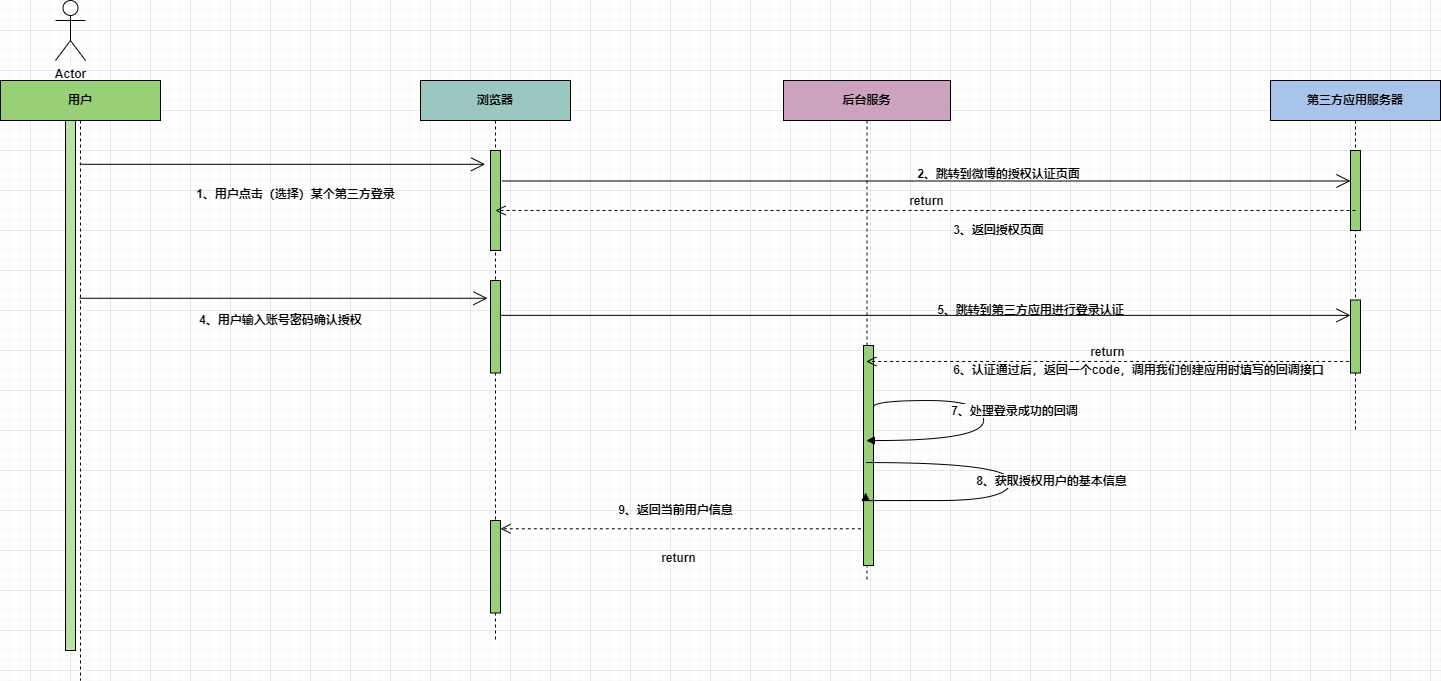 Actor
用户
浏览器
后台服务
第三方应用服务器
1、用户点击（选择）某个第三方登录
2、跳转到微博的授权认证页面
return
3、返回授权页面
4、用户输入账号密码确认授权
5、跳转到第三方应用进行登录认证
return
6、认证通过后，返回一个code，调用我们创建应用时填写的回调接口
7、处理登录成功的回调
8、获取授权用户的基本信息
9、返回当前用户信息
return